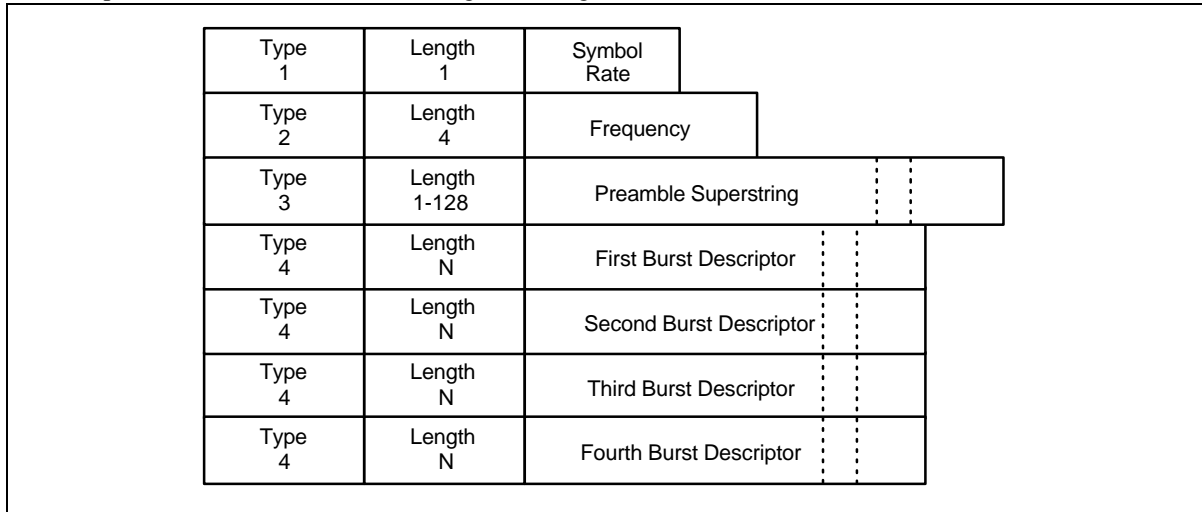 Type Length Symbol
1 1 Rate
Type Length
2 4 Frequency
Type Length
3 1-128 Preamble Superstring
Type Length
4 N First Burst Descriptor
Type Length
4 N Second Burst Descriptor
Type Length
4 N Third Burst Descriptor
Type Length
4 N Fourth Burst Descriptor